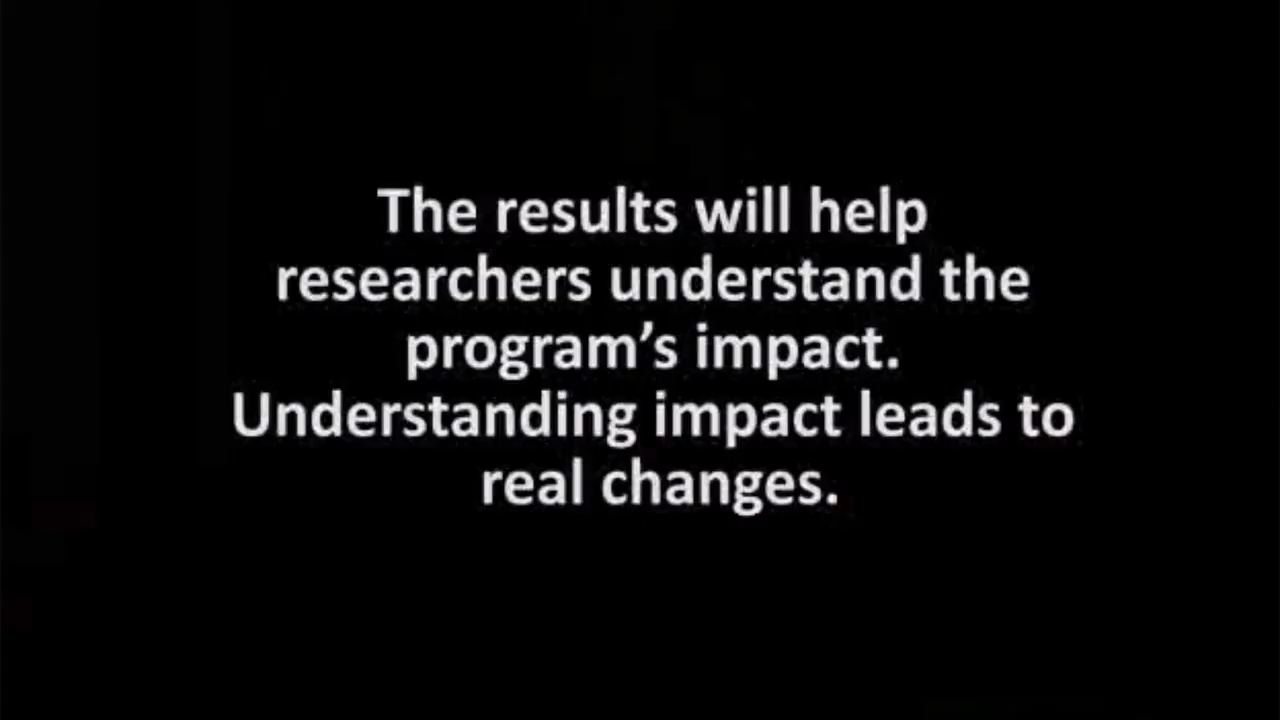 The results will help
researchers understand the
program’s impact.
Understanding impact leads to
real changes.